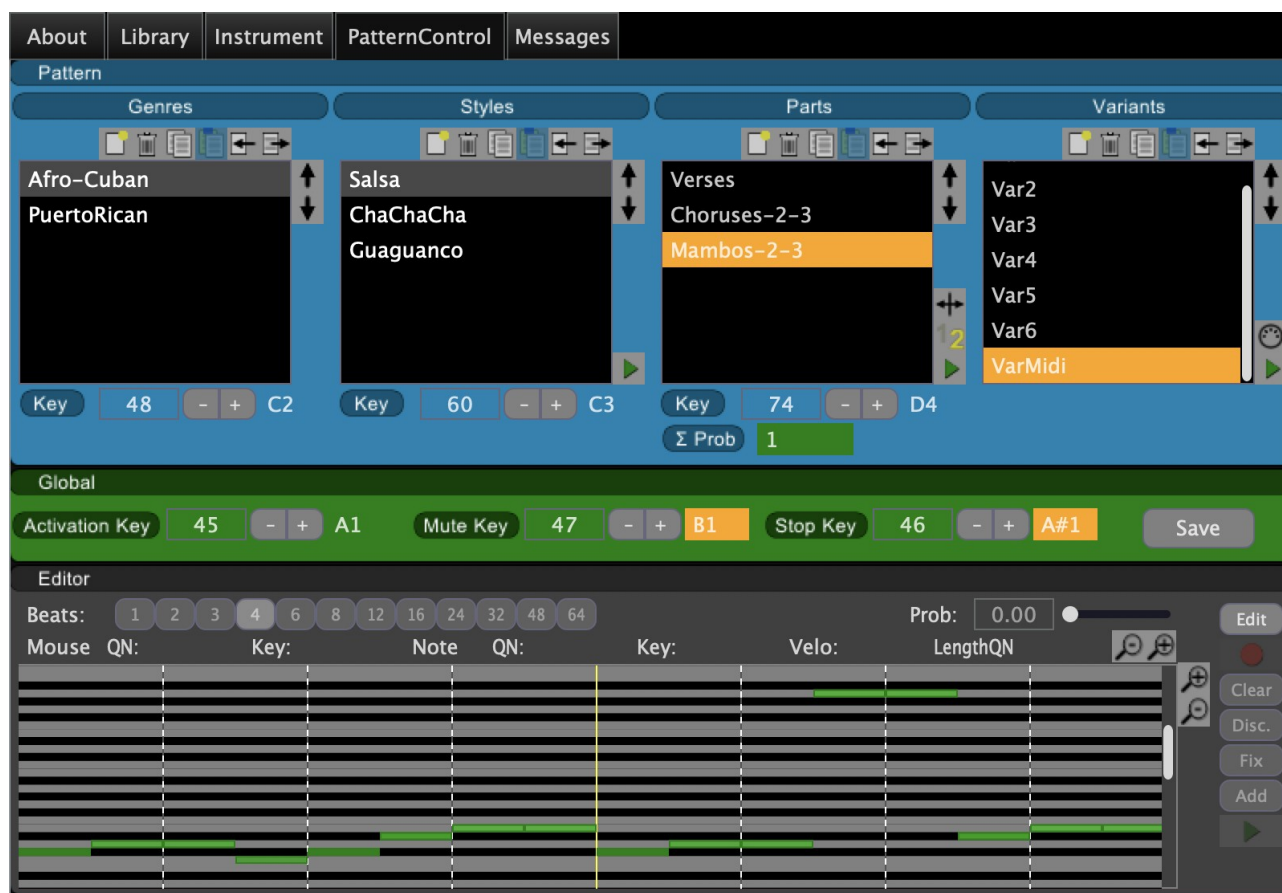 About Library Instrument PatternControl Messages
Pattern
Genres Styles Parts Variants
Afro-Cuban
PuertoRican
Salsa
ChaChaCha
Guaguanco
Verses
Choruses-2-3
Mambos-2-3
Var2
Var3
Var4
Var5
Var6
VarMidi
12
Key 48 - + C2 Key 60 - + C3 Key 74 - + D4
Σ Prob 1
Global
Activation Key 45 - + A1 Mute Key 47 - + B1 Stop Key 46 - + A#1 Save
Editor
Beats: 1 2 3 4 6 8 12 16 24 32 48 64 Prob: 0.00 Edit
Mouse QN: Key: Note QN: Key: Velo: LengthQN
Clear
Disc.
Fix
Add